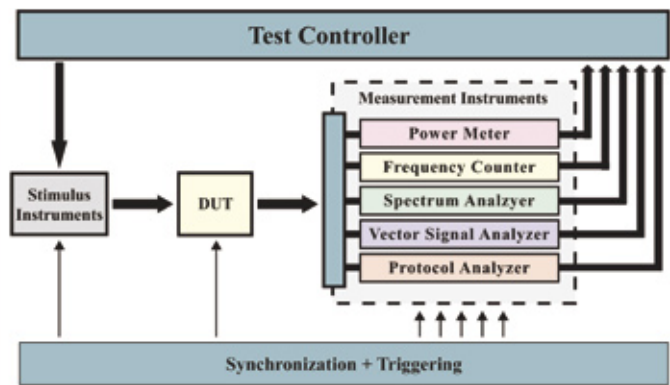 Test Controller
Measurement Instruments
Power Meter
Frequency Counter
Spectrum Analzyer
Vector Signal Analyzer
Protocol Analyzer
Stimulus
Instruments
DUT
Synchronization + Triggering